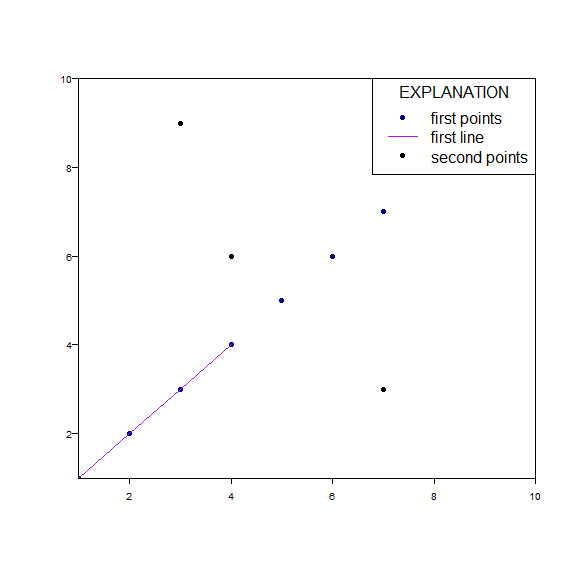 10
EXPLANATION
first points
first line
second points
8
6
4
2
2 4 6 8 10